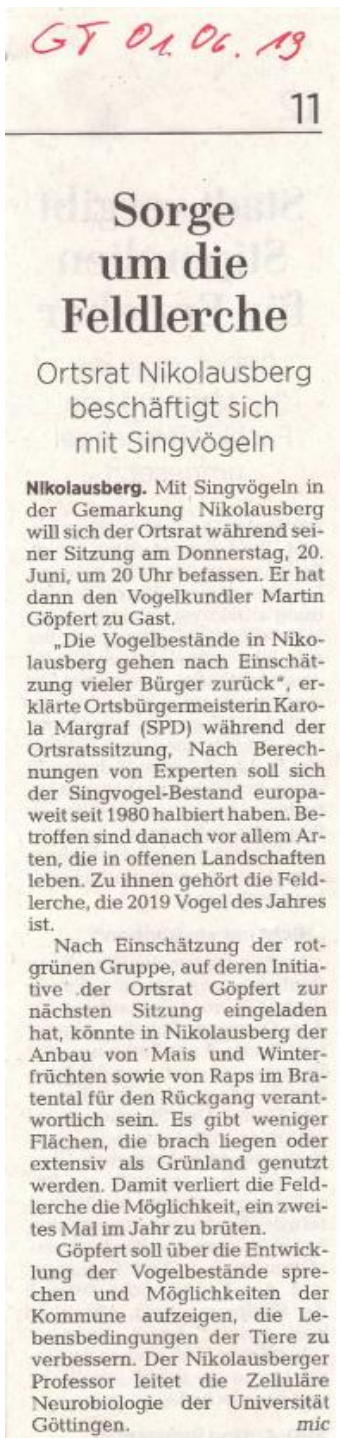 GT 01.06.19
11
Sorge
um die
Feldlerche
Ortsrat Nikolausberg
beschäftigt sich
mit Singvögeln
Nikolausberg. Mit Singvögeln in
der Gemarkung Nikolausberg
will sich der Ortsrat während sei-
ner Sitzung am Donnerstag, 20.
Juni, um 20 Uhr befassen. Er hat
dann den Vogelkundler Martin
Göpfert zu Gast.
„Die Vogelbestände in Niko-
lausberg gehen nach Einschät-
zung vieler Bürger zurück“, er-
klärte Ortsbürgermeisterin Karo-
la Margraf (SPD) während der
Ortsratssitzung, Nach Berech-
nungen von Experten soll sich
der Singvogel-Bestand europa-
weit seit 1980 halbiert haben. Be-
troffen sind danach vor allem Ar-
ten, die in offenen Landschaften
leben. Zu ihnen gehört die Feld-
lerche, die 2019 Vogel des Jahres
ist.
Nach Einschätzung der rot-
grünen Gruppe, auf deren Initia-
tive der Ortsrat Göpfert zur
nächsten Sitzung eingeladen
hat, könnte in Nikolausberg der
Anbau von Mais und Winter-
früchten sowie von Raps im Bra-
tental für den Rückgang verant-
wortlich sein. Es gibt weniger
Flächen, die brach liegen oder
extensiv als Grünland genutzt
werden. Damit verliert die Feld-
lerche die Möglichkeit, ein zwei-
tes Mal im Jahr zu brüten.
Göpfert soll über die Entwick-
lung der Vogelbestände spre-
chen und Möglichkeiten der
Kommune aufzeigen, die Le-
bensbedingungen der Tiere zu
verbessern. Der Nikolausberger
Professor leitet die Zelluläre
Neurobiologie der Universität
Göttingen. mic